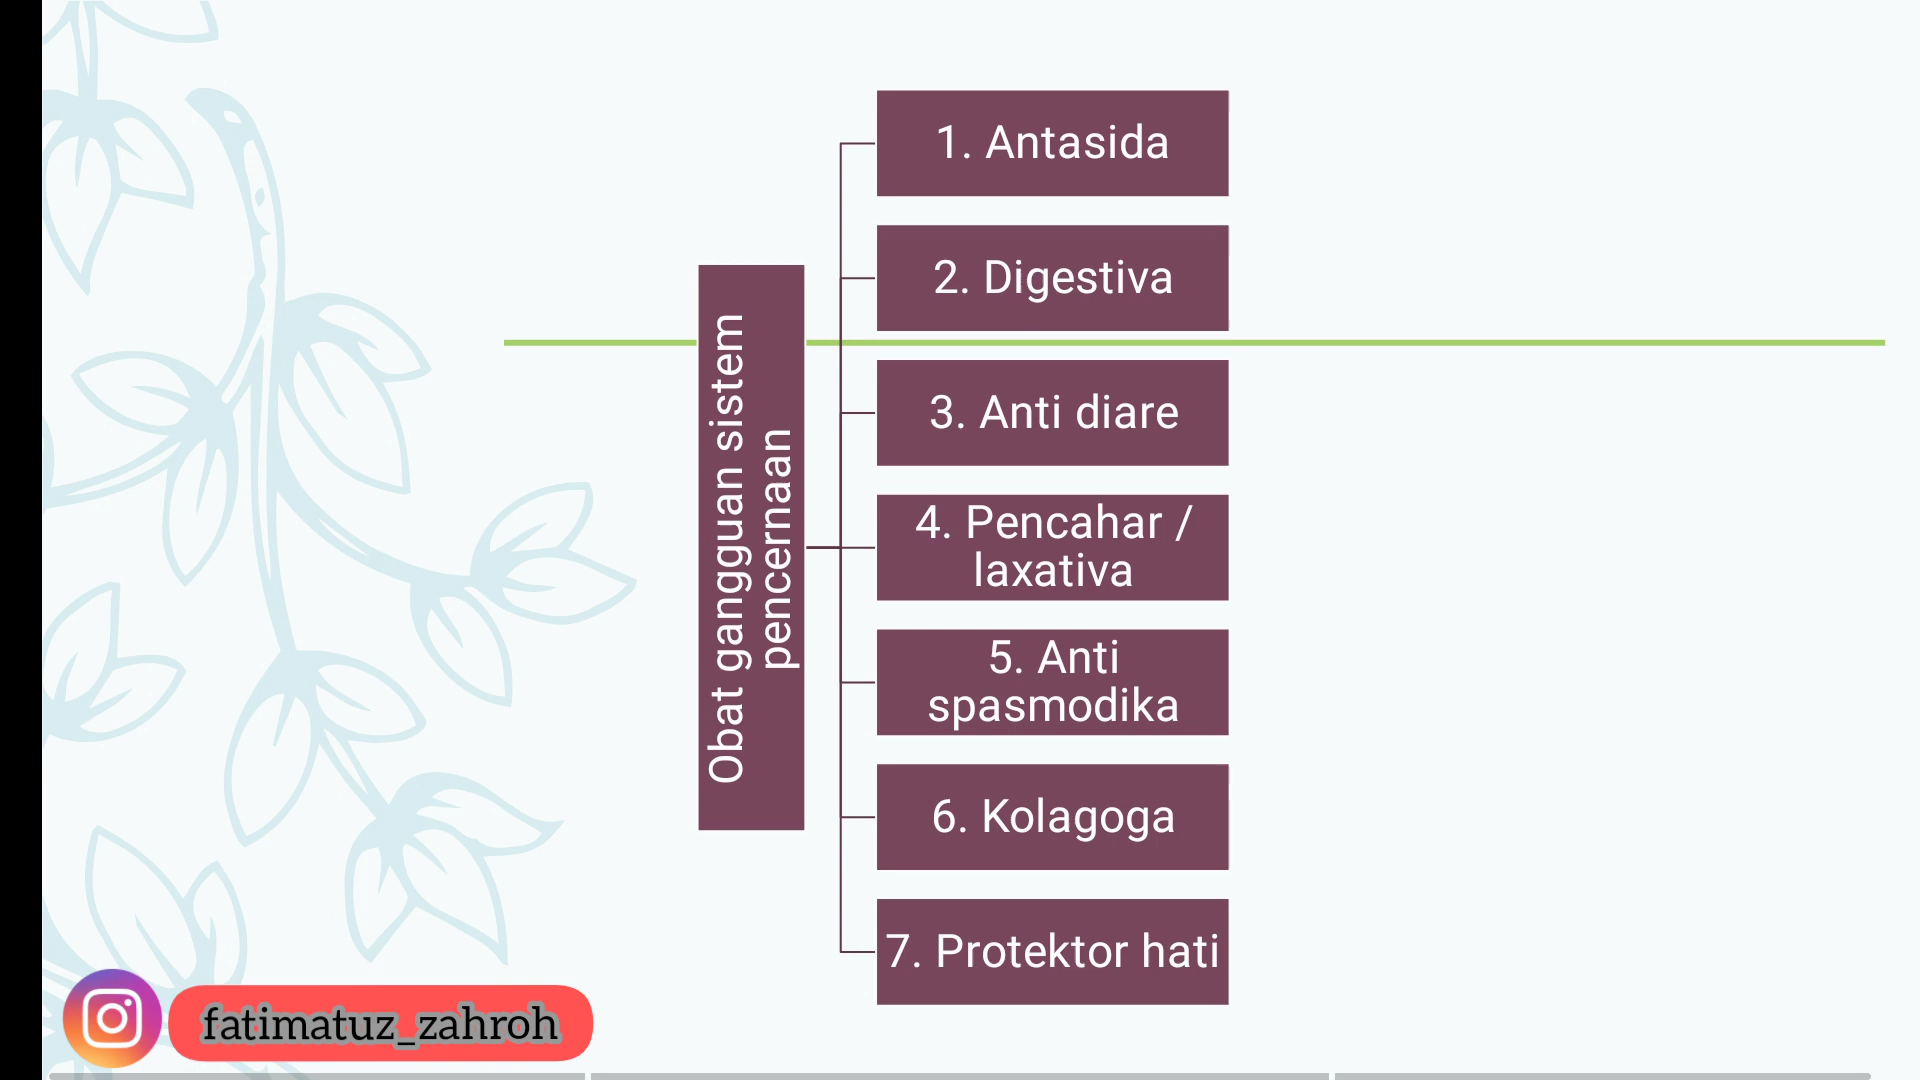 Obat gangguan sistem
pencernaan
1. Antasida
2. Digestiva
3. Anti diare
4. Pencahar /
laxativa
5. Anti
spasmodika
6. Kolagoga
7. Protektor hati
fatimatuz_zahroh